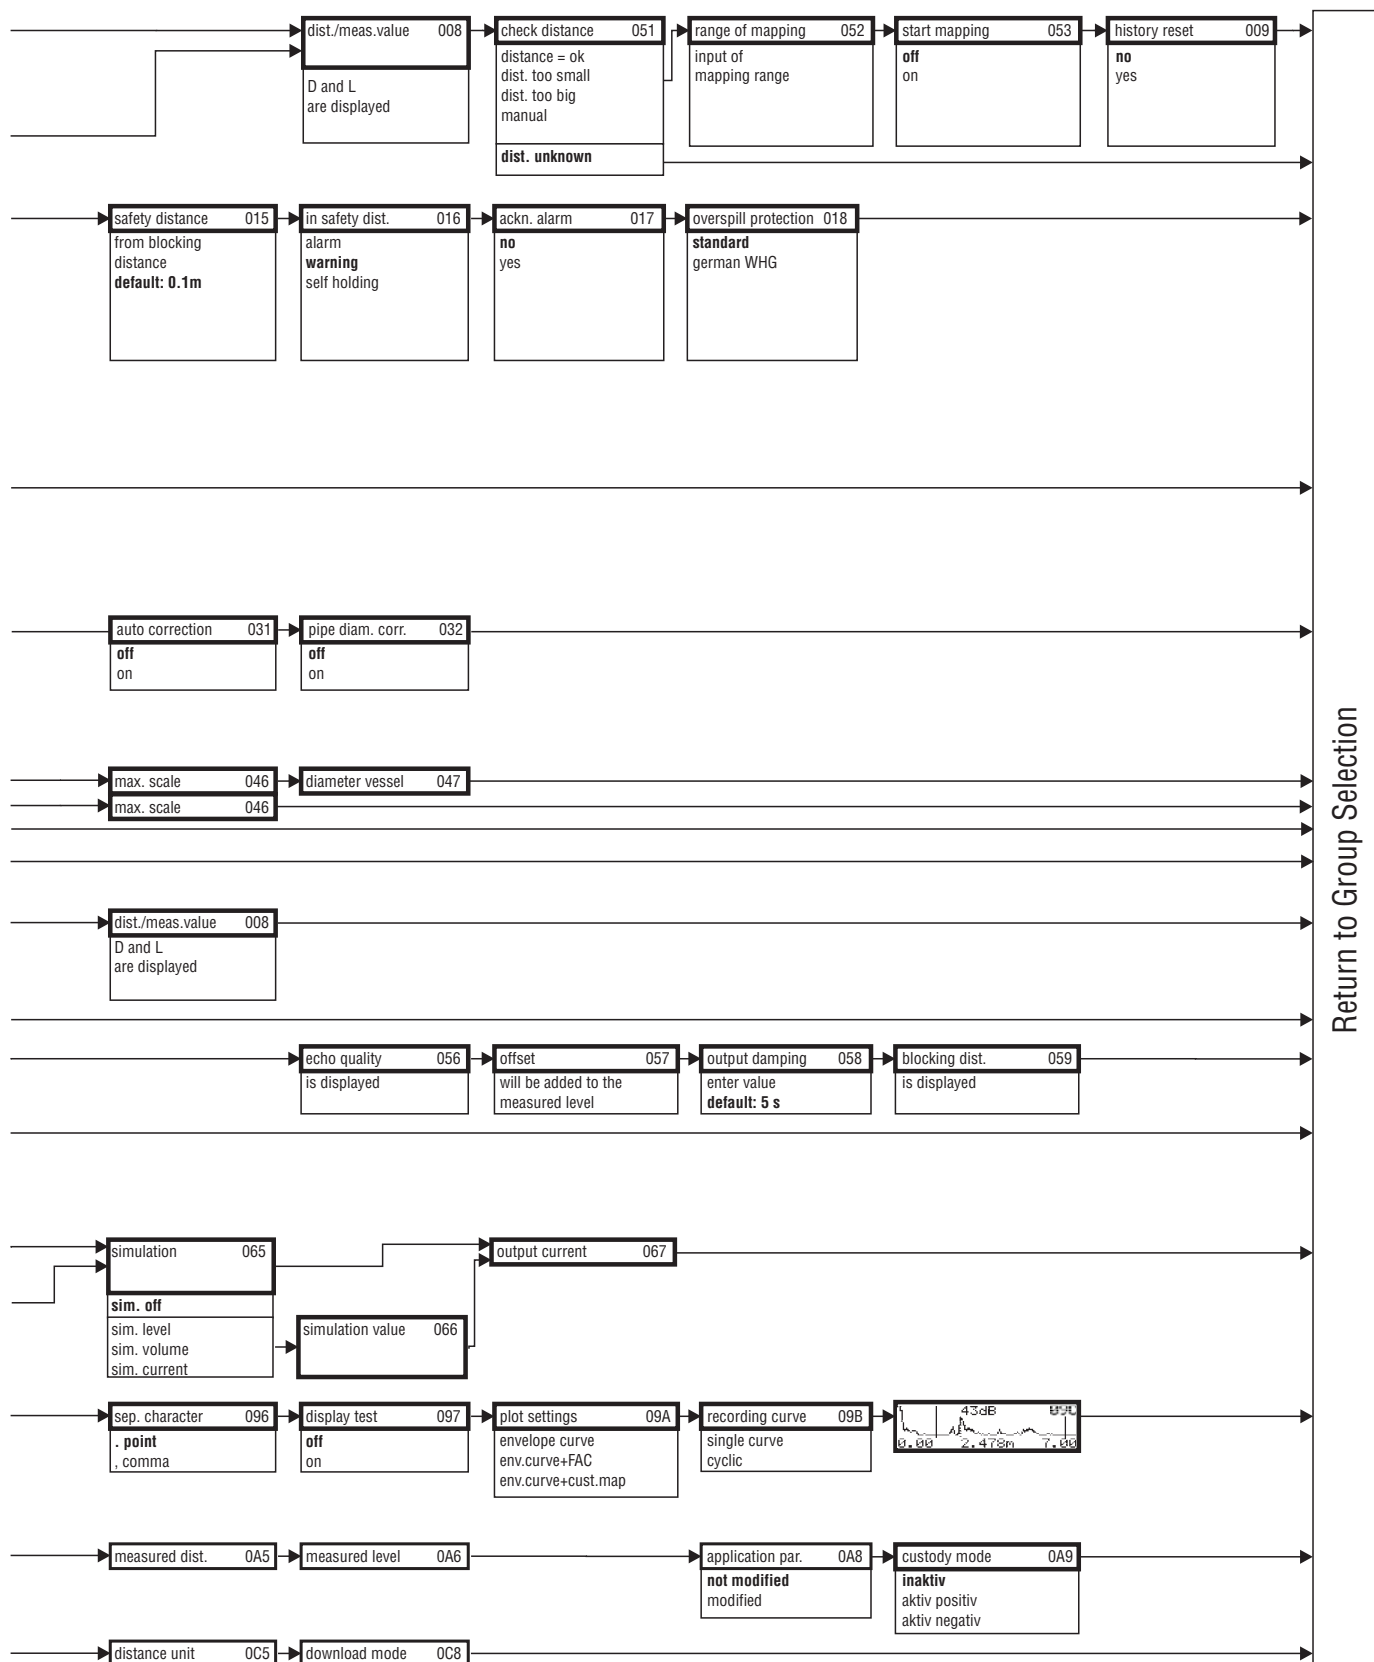 dist./meas.value 008
D and L
are displayed
check distance 051
distance = ok
dist. too small
dist. too big
manual
dist. unknown
range of mapping 052
input of
mapping range
start mapping 053
off
on
history reset 009
no
yes
safety distance 015
from blocking
distance
default: 0.1m
in safety dist. 016
alarm
warning
self holding
ackn. alarm 017
no
yes
overspill protection 018
standard
german WHG
auto correction 031
off
on
pipe diam. corr. 032
off
on
max. scale 046
diameter vessel 047
max. scale 046
dist./meas.value 008
D and L
are displayed
echo quality 056
is displayed
offset 057
will be added to the
measured level
output damping 058
enter value
default: 5 s
blocking dist. 059
is displayed
simulation 065
sim. off
sim. level
sim. volume
sim. current
simulation value 066
output current 067
sep. character 096
. point
, comma
display test 097
off
on
plot settings 09A
envelope curve
env.curve+FAC
env.curve+cust.map
recording curve 09B
single curve
cyclic
43dB 09C
0.00 2.478m 7.00
measured dist. 0A5
measured level 0A6
application par. 0A8
not modified
modified
custody mode 0A9
inaktiv
aktiv positiv
aktiv negativ
distance unit 0C5
download mode 0C8
Return to Group Selection